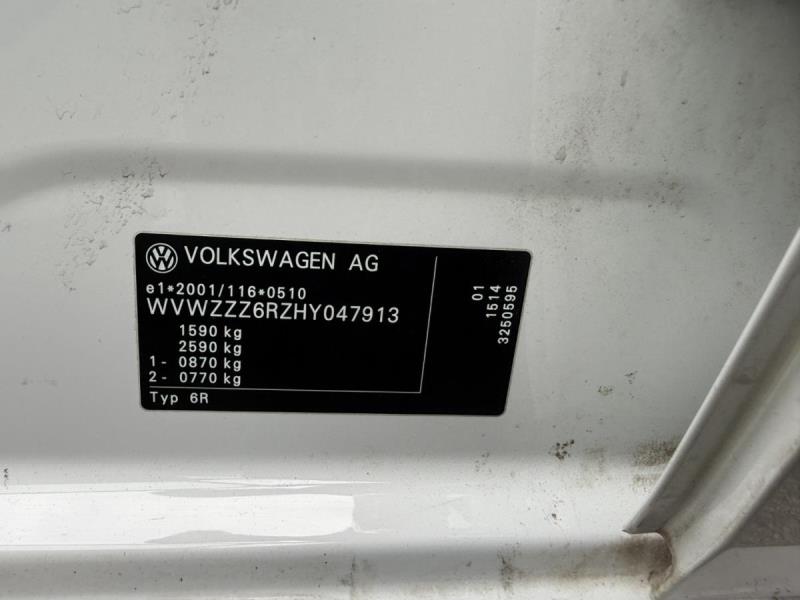 VOLKSWAGEN AG
e1*2001/116*0510
WVWZZZ6RZHY047913
1590 kg
2590 kg
1- 0870 kg
2- 0770 kg
Typ 6R
01
1514
3250595